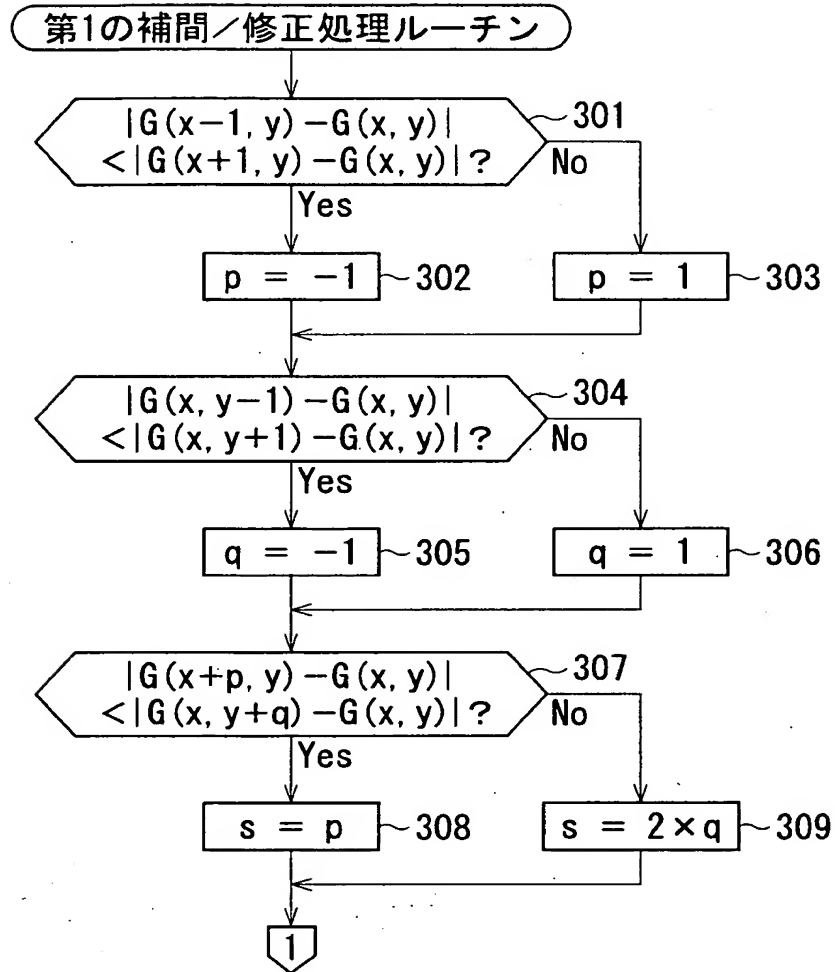 第1の補間／修正処理ルーチン
|G(x−1, y)−G(x, y)|
<|G(x+1, y)−G(x, y)|?
301
No
Yes
p = −1
302
p = 1
303
|G(x, y−1)−G(x, y)|
<|G(x, y+1)−G(x, y)|?
304
No
Yes
q = −1
305
q = 1
306
|G(x+p, y)−G(x, y)|
<|G(x, y+q)−G(x, y)|?
307
No
Yes
s = p
308
s = 2×q
309
1